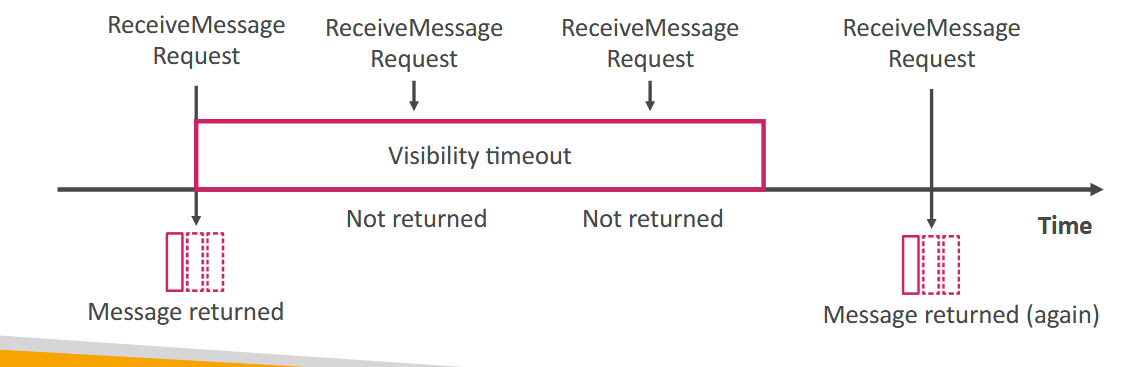 ReceiveMessage
Request
ReceiveMessage
Request
ReceiveMessage
Request
ReceiveMessage
Request
Visibility timeout
Not returned
Not returned
Time
Message returned
Message returned (again)